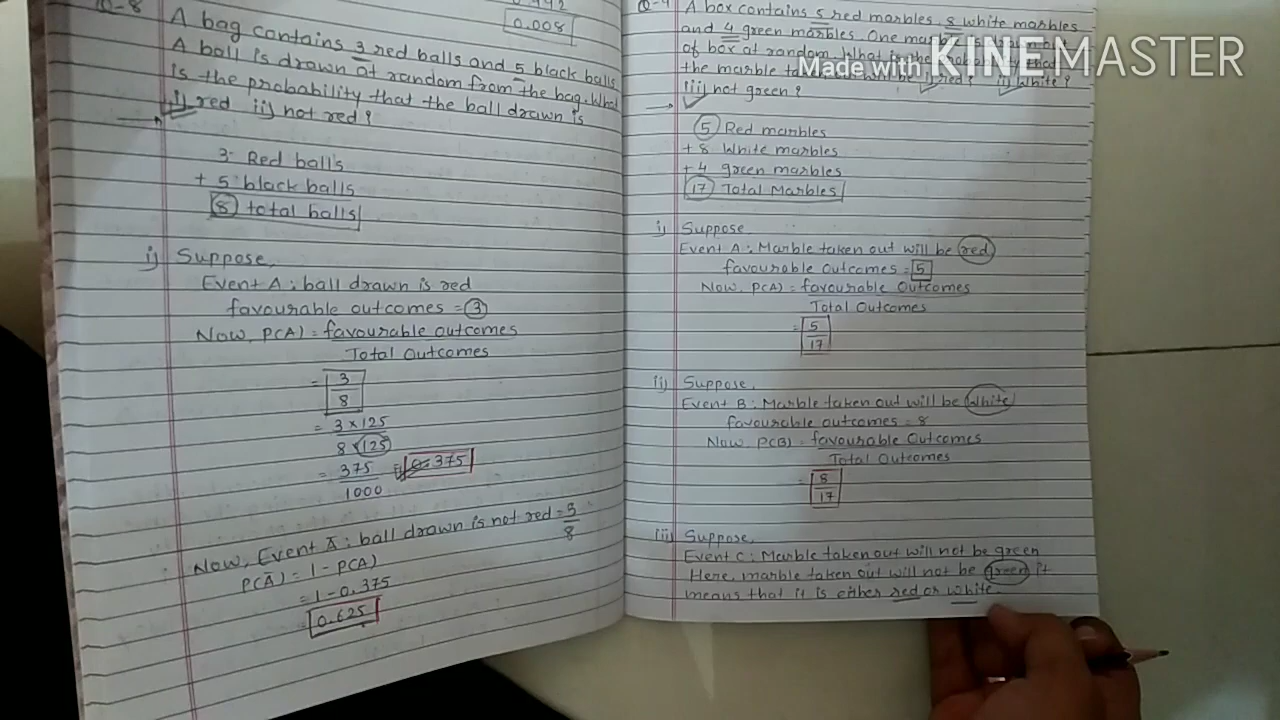 Q-8
A bag contains 3 red balls and 5 black balls
A ball is drawn at random from the bag. What
is the probability that the ball drawn is
i) red ii) not red?
3 Red balls
+ 5 black balls
8 total balls
i) Suppose,
Event A: ball drawn is red
favourable outcomes = 3
Now, P(A) = favourable outcomes
Total Outcomes
= 3
8
= 3 x 125
8 x 125
= 375
1000
0.375
Now, Event Ā: ball drawn is not red = 3
8
P(Ā) = 1 - P(A)
= 1 - 0.375
= 0.625
0.008
A box contains 5 red marbles, 8 white marbles
and 4 green marbles. One
of box at random. What is the
the marble white?
iii) not green?
Made with KINEMASTER
5 Red marbles
+ 8 White marbles
+ 4 green marbles
17 Total Marbles
i) Suppose
Event A: Marble taken out will be red
favourable outcomes = 5
Now, P(A) = favourable Outcomes
Total Outcomes
= 5
17
ii) Suppose,
Event B: Marble taken out will be White
favourable outcomes = 8
Now P(B) = favourable Outcomes
Total Outcomes
= 8
17
iii) Suppose,
Event C: Marble taken out will not be green
Here, marble taken out will not be green it
means that it is either red or white.